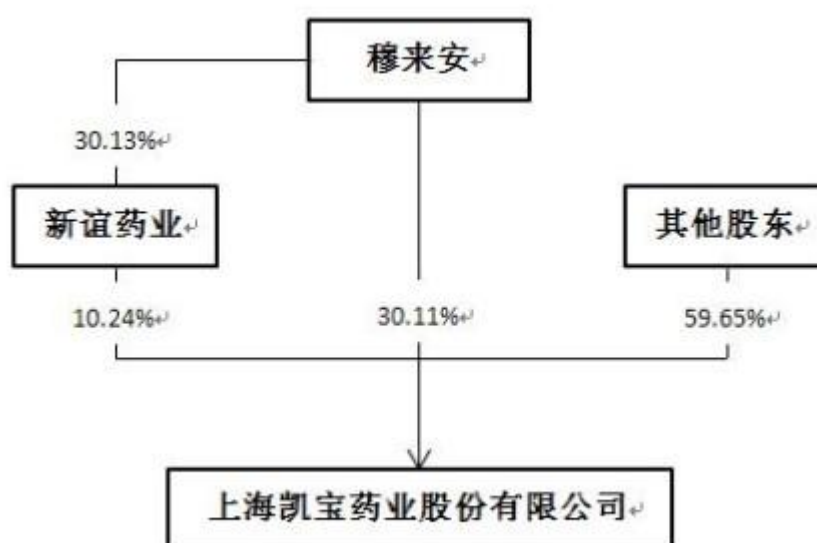 穆来安
30.13%
新谊药业
其他股东
10.24%
30.11%
59.65%
上海凯宝药业股份有限公司